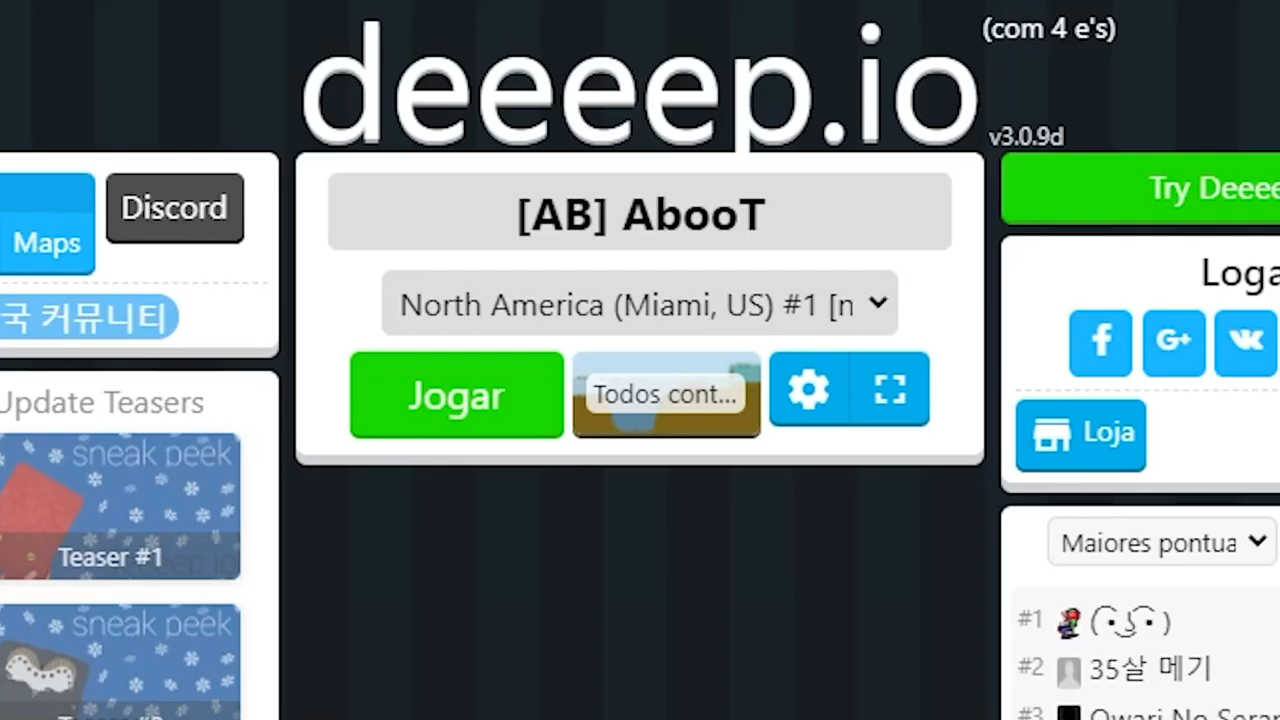 deeeep.io
(com 4 e's)
v3.0.9d
Maps
Discord
국 커뮤니티
Update Teasers
sneak peek
Teaser #1
sneak peek
[AB] AbooT
North America (Miami, US) #1 [n
Jogar
Todos cont...
Try Deeee
Loga
f
G+
Loja
Maiores pontua
#1 ( ͡• ͜ʖ ͡• )
#2 35살 메기
#3